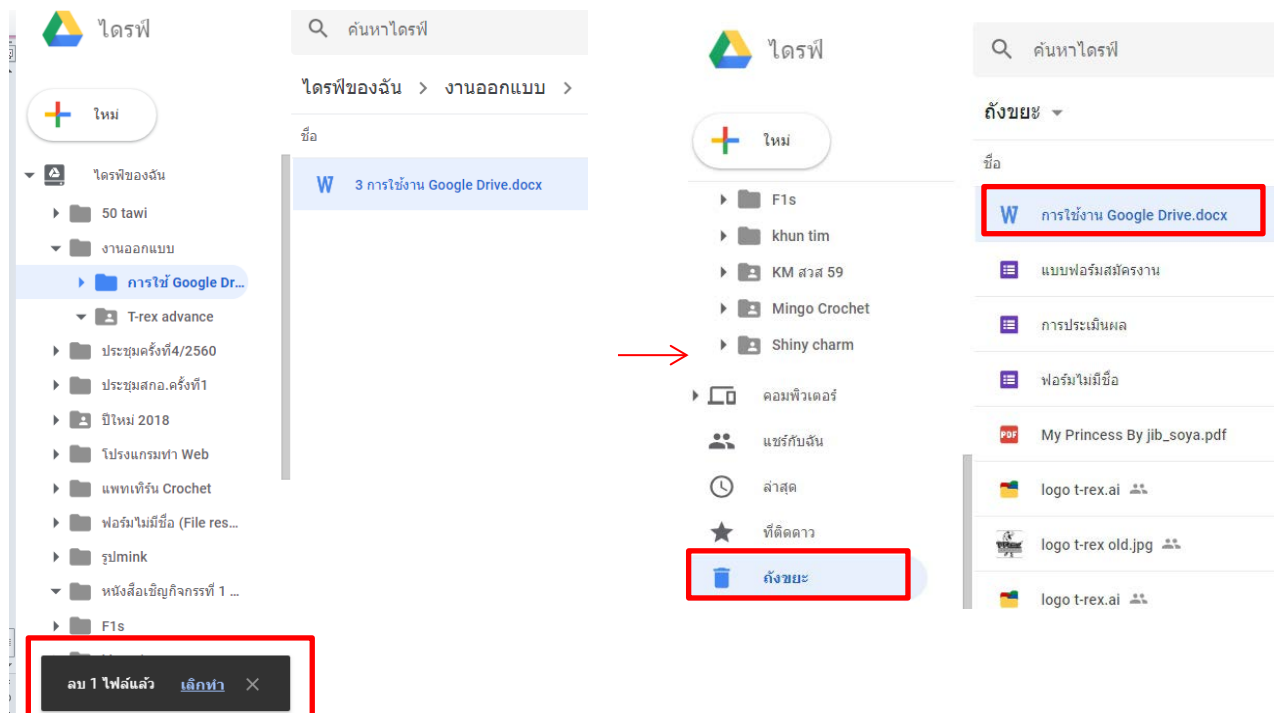 ไดรฟ์
ค้นหาไดรฟ์
ไดรฟ์ของฉัน > งานออกแบบ >
ใหม่
ชื่อ
ไดรฟ์ของฉัน
3 การใช้งาน Google Drive.docx
50 tawi
งานออกแบบ
การใช้ Google Dr...
T-rex advance
ประชุมครั้งที่4/2560
ประชุมสกอ.ครั้งที่1
ปีใหม่ 2018
โปรงแกรมทำ Web
แพทเทิร์น Crochet
ฟอร์มไม่มีชื่อ (File res...
รูปmink
หนังสือเชิญกิจกรรที่ 1 ...
F1s
ลบ 1 ไฟล์แล้ว เลิกทำ
ไดรฟ์
ค้นหาไดรฟ์
ถังขยะ
ใหม่
ชื่อ
F1s
khun tim
KM สวส 59
Mingo Crochet
Shiny charm
คอมพิวเตอร์
แชร์กับฉัน
ล่าสุด
ที่ติดดาว
ถังขยะ
การใช้งาน Google Drive.docx
แบบฟอร์มสมัครงาน
การประเมินผล
ฟอร์มไม่มีชื่อ
PDF
My Princess By jib_soya.pdf
logo t-rex.ai
logo t-rex old.jpg
logo t-rex.ai